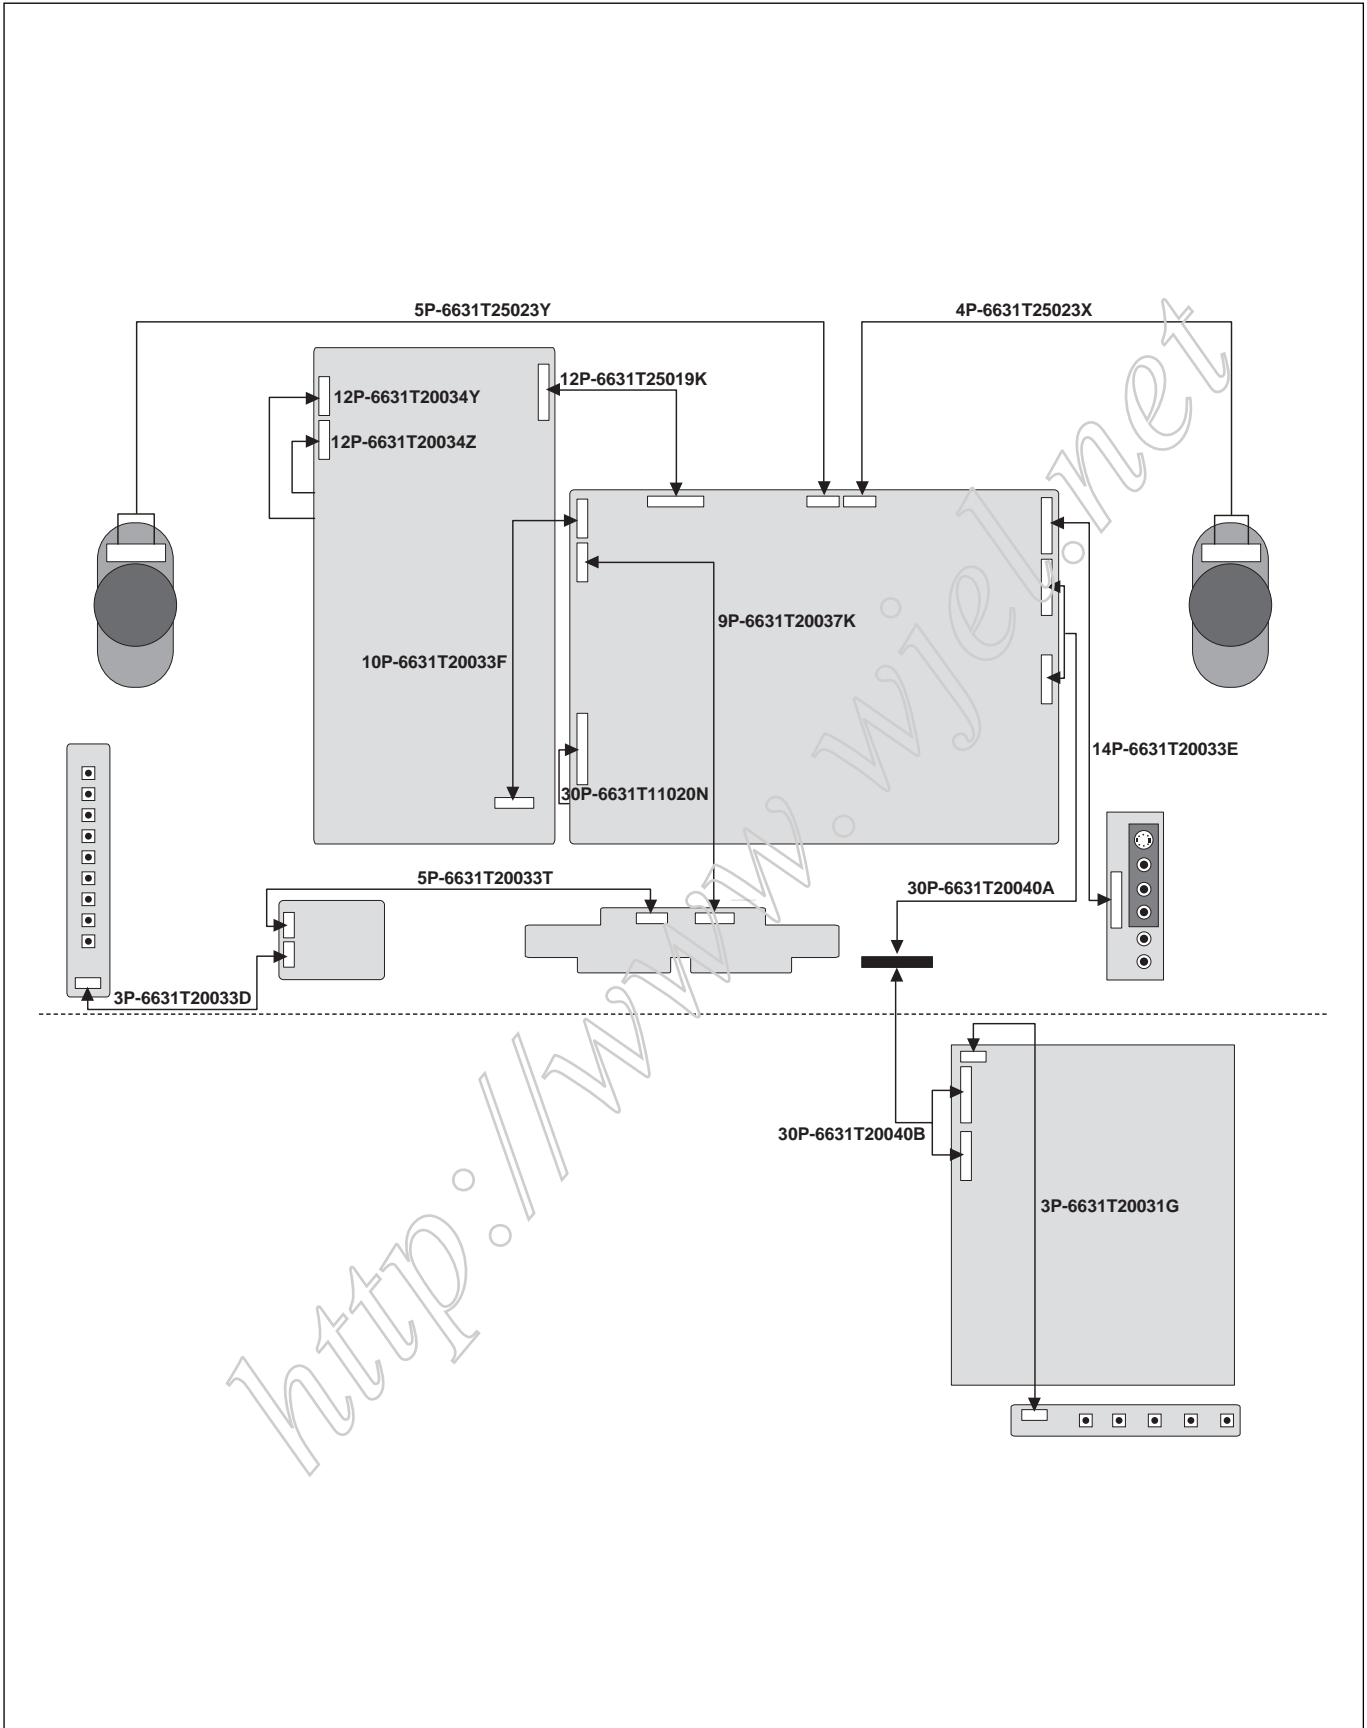 5P-6631T25023Y
4P-6631T25023X
12P-6631T25019K
12P-6631T20034Y
12P-6631T20034Z
9P-6631T20037K
10P-6631T20033F
14P-6631T20033E
30P-6631T11020N
5P-6631T20033T
30P-6631T20040A
3P-6631T20033D
30P-6631T20040B
3P-6631T20031G
http://www.wjel.net